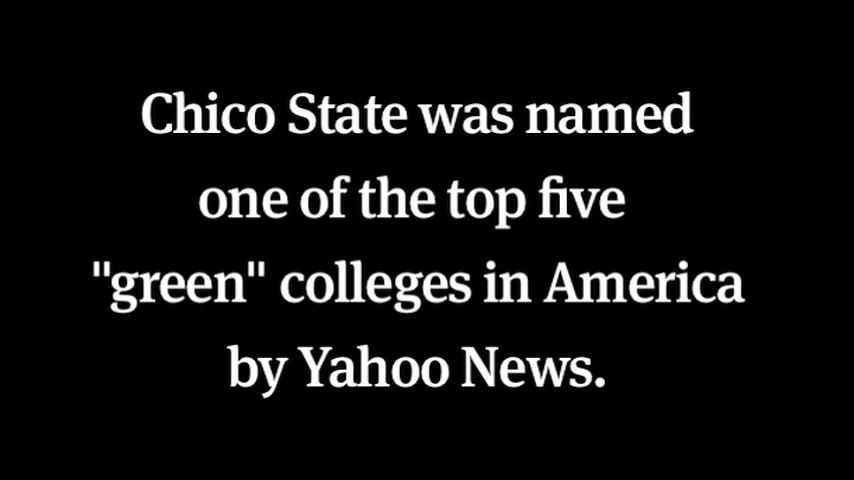 Chico State was named
one of the top five
"green" colleges in America
by Yahoo News.